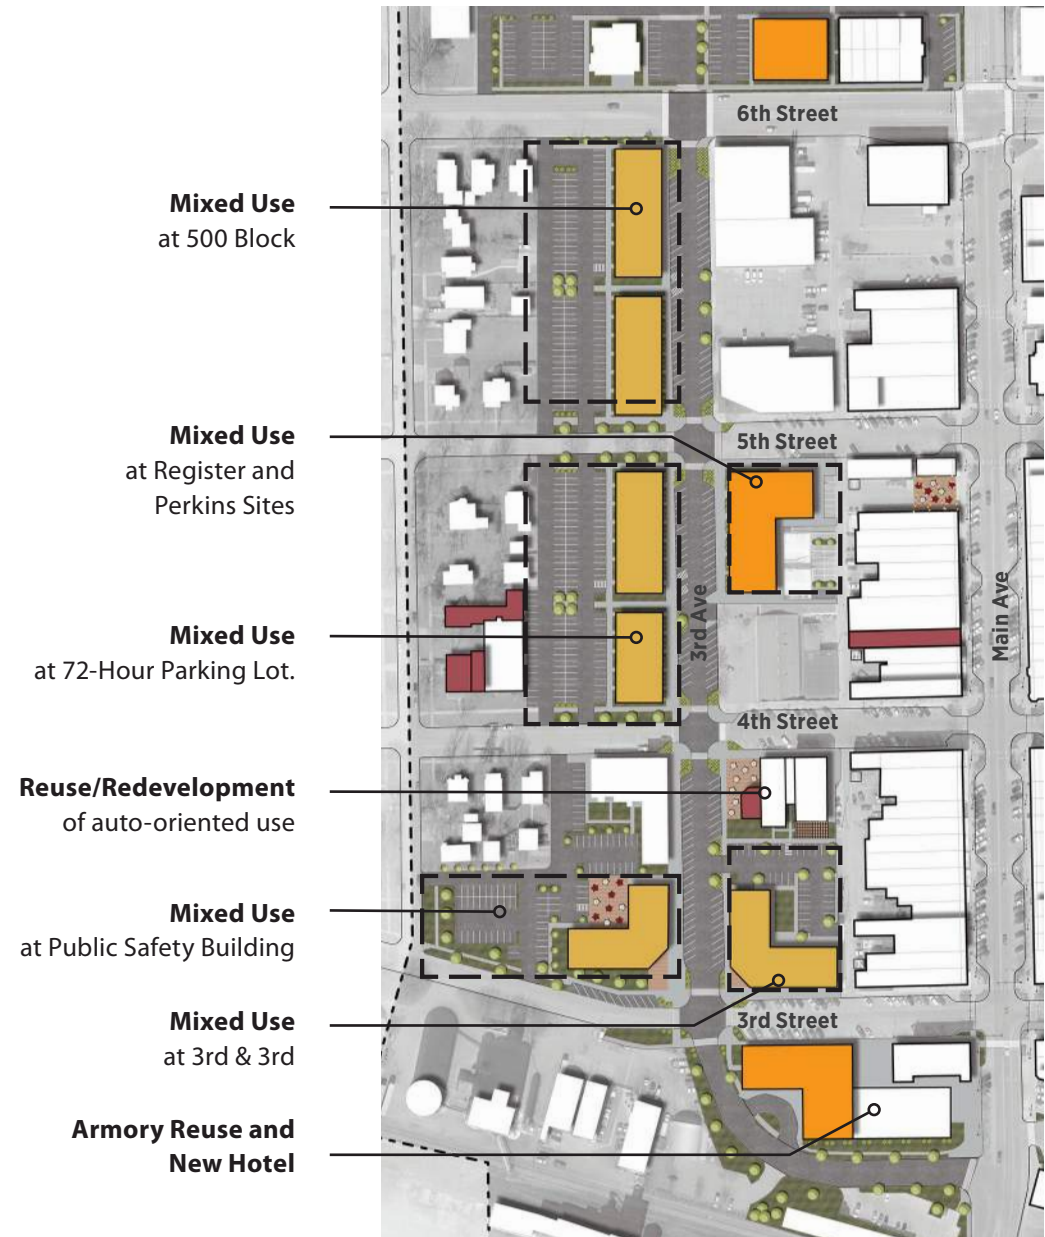 6th Street
Mixed Use
at 500 Block
Mixed Use
at Register and
Perkins Sites
5th Street
3rd Ave
Main Ave
Mixed Use
at 72-Hour Parking Lot.
4th Street
Reuse/Redevelopment
of auto-oriented use
Mixed Use
at Public Safety Building
Mixed Use
at 3rd & 3rd
3rd Street
Armory Reuse and
New Hotel